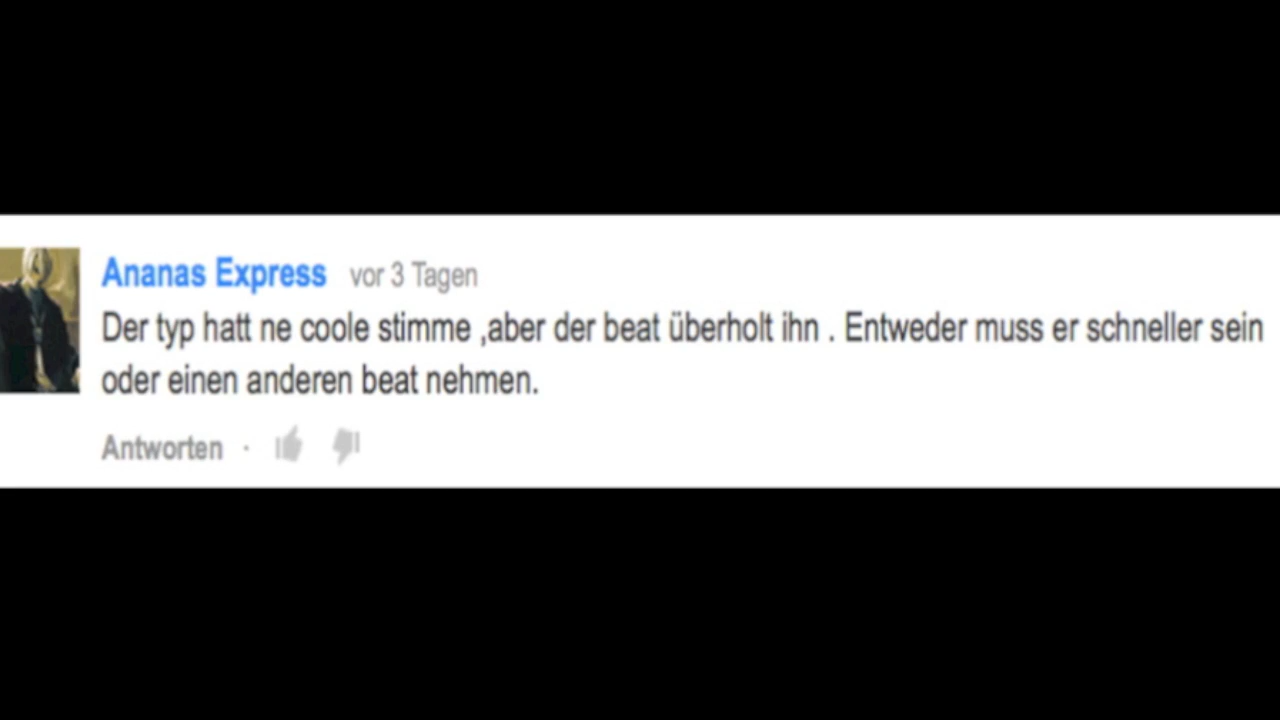 Ananas Express vor 3 Tagen
Der typ hatt ne coole stimme ,aber der beat überholt ihn . Entweder muss er schneller sein
oder einen anderen beat nehmen.
Antworten ·